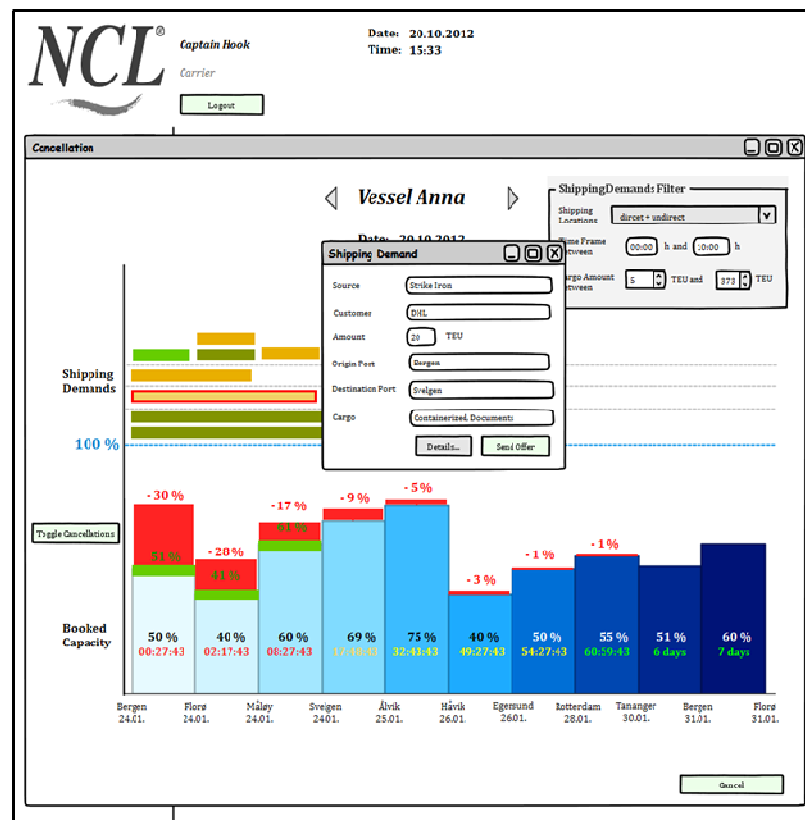 NCL®
Captain Hook
Carrier
Logout
Date: 20.10.2012
Time: 15:33
Cancellation
Vessel Anna
Date: 20.10.2012
Shipping Demands Filter
Shipping Locations
dircet + undirect
Time Frame between
00:00 h and 10:00 h
Cargo Amount between
5 TEU and 373 TEU
Shipping Demand
Source
Strike Iron
Customer
DHL
Amount
20 TEU
Origin Port
Bergen
Destination Port
Svelgen
Cargo
Containerized Documents
Details...
Send Offer
Shipping Demands
100 %
Toggle Cancellations
- 30 %
- 28 %
- 17 %
- 9 %
- 5 %
- 3 %
- 1 %
- 1 %
51 %
41 %
61 %
Booked Capacity
50 % 40 % 60 % 69 % 75 % 40 % 50 % 55 % 51 % 60 %
00:27:43 02:17:43 08:27:43 17:48:43 32:43:43 49:27:43 54:27:43 60:59:43 6 days 7 days
Bergen Florø Måløy Svelgen Ålvik Håvik Egersund Rotterdam Tananger Bergen Florø
24.01. 24.01. 24.01. 24.01. 25.01. 26.01. 26.01. 28.01. 30.01. 31.01. 31.01.
Cancel